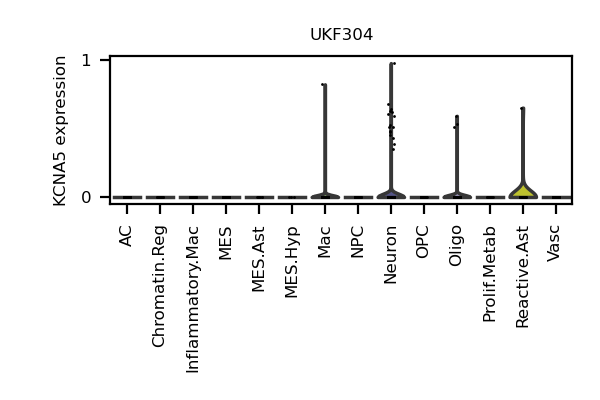 UKF304
KCNA5 expression
1
0
AC
Chromatin.Reg
Inflammatory.Mac
MES
MES.Ast
MES.Hyp
Mac
NPC
Neuron
OPC
Oligo
Prolif.Metab
Reactive.Ast
Vasc